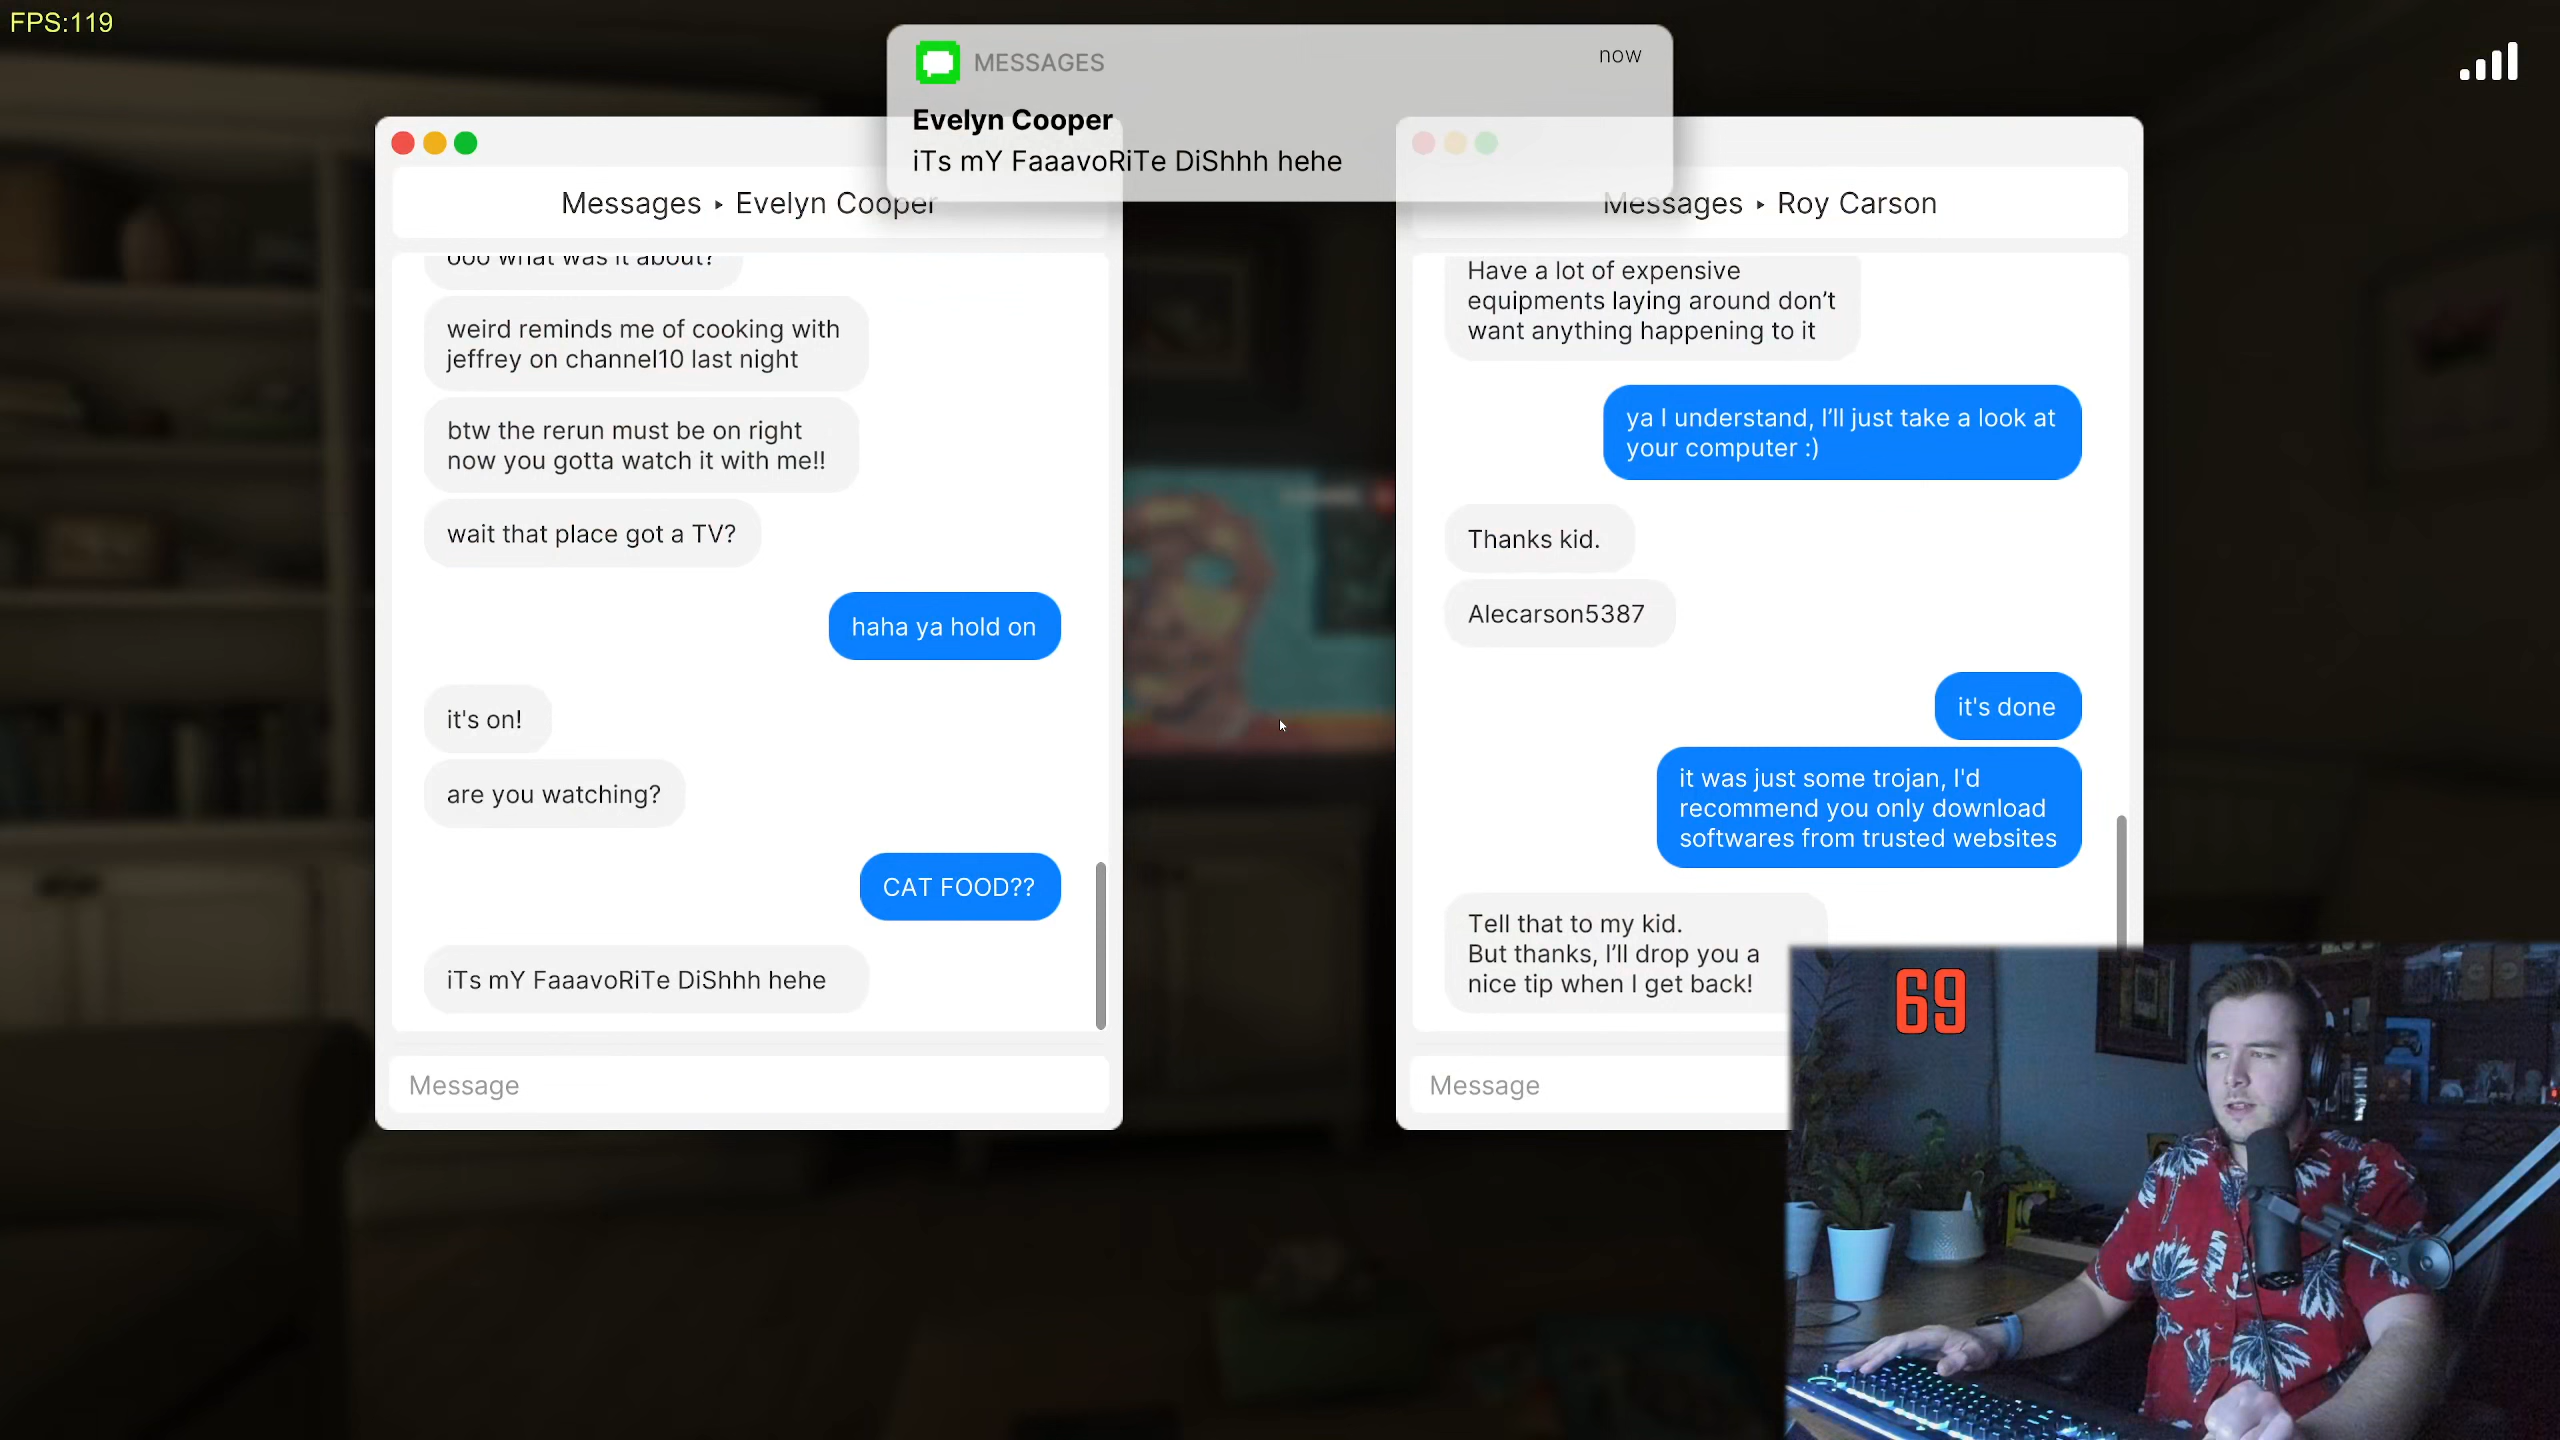 FPS:119
MESSAGES
now
Evelyn Cooper
iTs mY FaaavoRiTe DiShhh hehe
Messages ▸ Evelyn Cooper
ooo what was it about?
weird reminds me of cooking with
jeffrey on channel10 last night
btw the rerun must be on right
now you gotta watch it with me!!
wait that place got a TV?
haha ya hold on
it's on!
are you watching?
CAT FOOD??
iTs mY FaaavoRiTe DiShhh hehe
Message
Messages ▸ Roy Carson
Have a lot of expensive
equipments laying around don’t
want anything happening to it
ya I understand, I’ll just take a look at
your computer :)
Thanks kid.
Alecarson5387
it's done
it was just some trojan, I'd
recommend you only download
softwares from trusted websites
Tell that to my kid.
But thanks, I’ll drop you a
nice tip when I get back!
Message
69